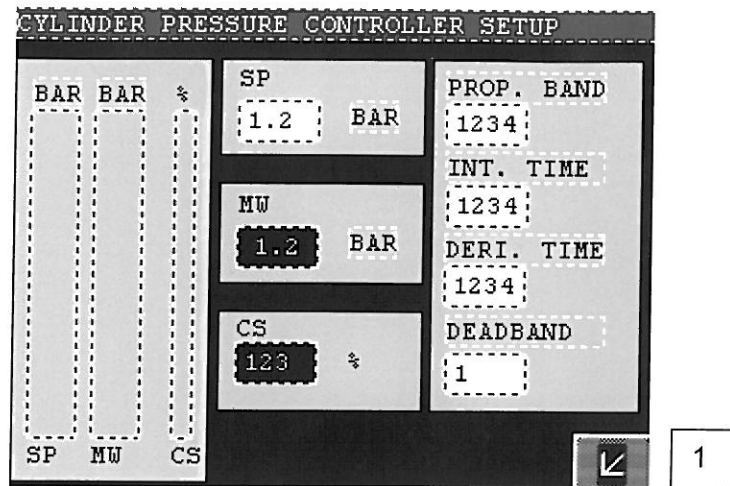 CYLINDER PRESSURE CONTROLLER SETUP
BAR BAR %
SP MW CS
SP
1.2 BAR
MW
1.2 BAR
CS
123 %
PROP. BAND
1234
INT. TIME
1234
DERI. TIME
1234
DEADBAND
1
1